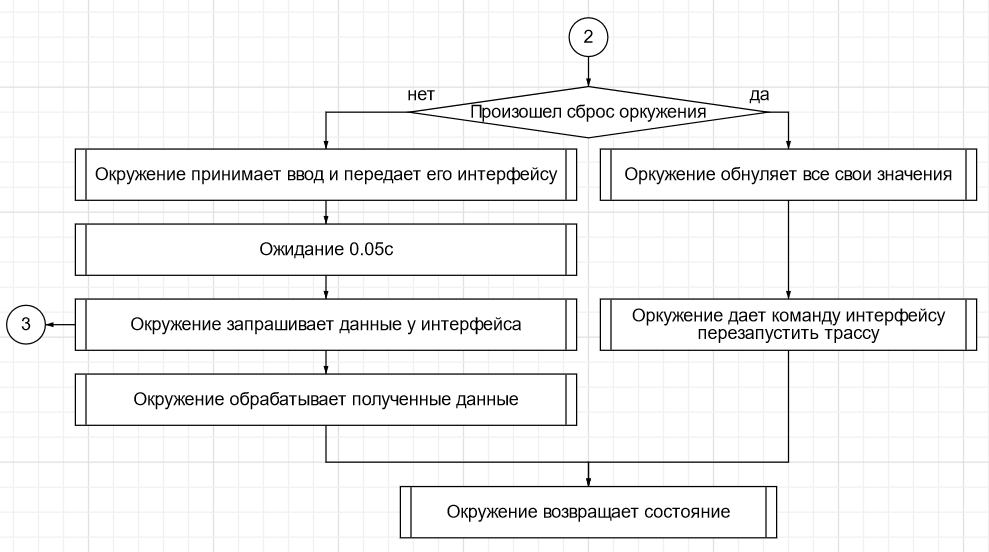 2
нет
да
Произошел сброс оркужения
Окружение принимает ввод и передает его интерфейсу
Оркужение обнуляет все свои значения
Ожидание 0.05с
3
Окружение запрашивает данные у интерфейса
Оркужение дает команду интерфейсу
перезапустить трассу
Окружение обрабатывает полученные данные
Окружение возвращает состояние